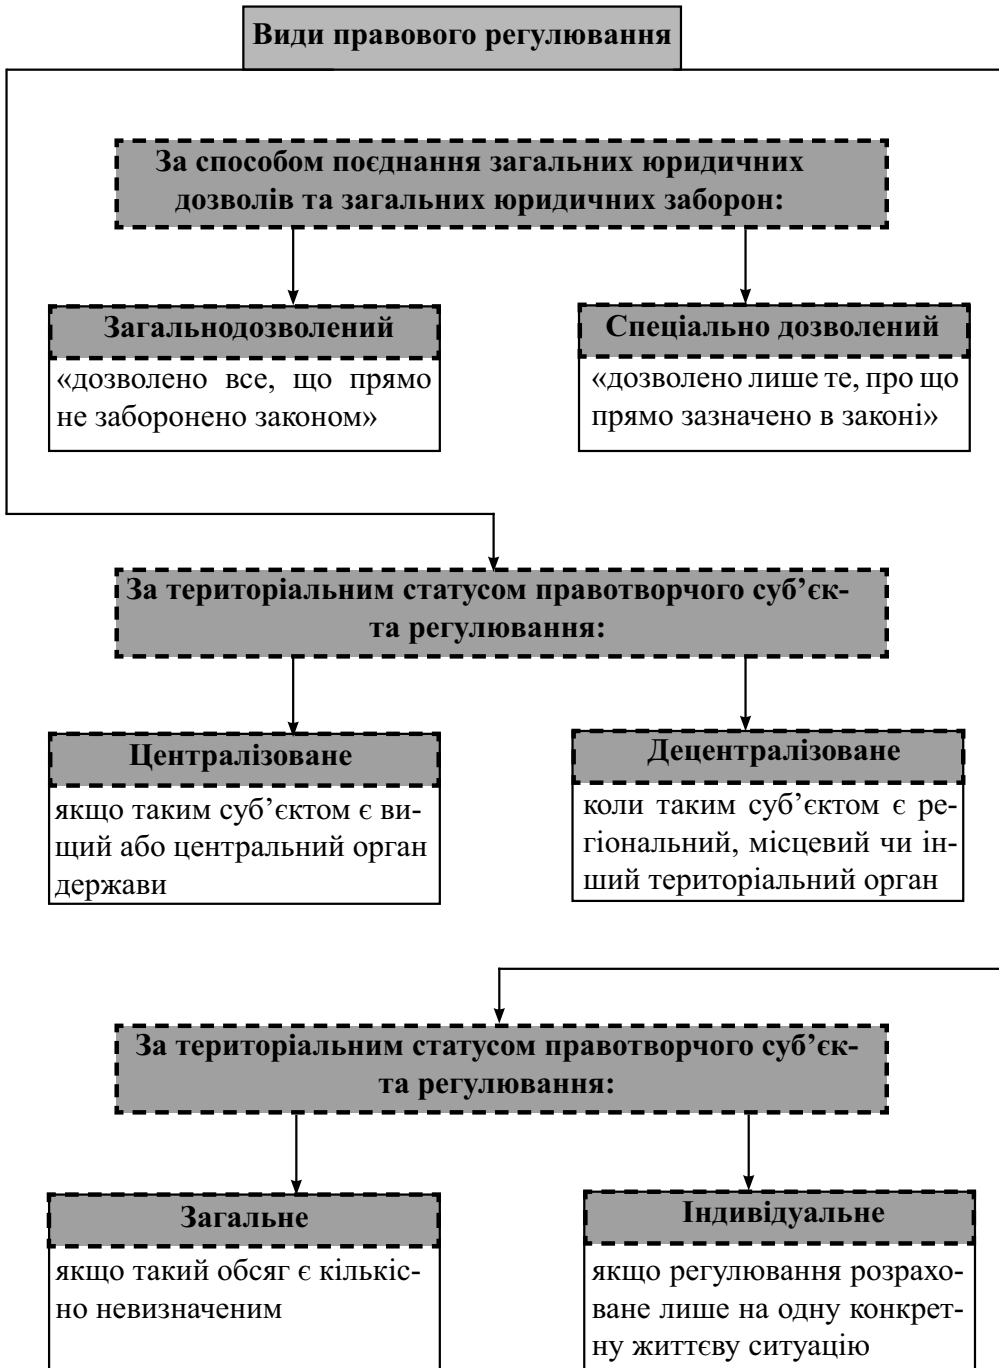 Види правового регулювання
За способом поєднання загальних юридичних
дозволів та загальних юридичних заборон:
Загальнодозволений
«дозволено все, що прямо
не заборонено законом»
Спеціально дозволений
«дозволено лише те, про що
прямо зазначено в законі»
За територіальним статусом правотворчого суб’єк-
та регулювання:
Централізоване
якщо таким суб’єктом є ви-
щий або центральний орган
держави
Децентралізоване
коли таким суб’єктом є ре-
гіональний, місцевий чи ін-
ший територіальний орган
За територіальним статусом правотворчого суб’єк-
та регулювання:
Загальне
якщо такий обсяг є кількіс-
но невизначеним
Індивідуальне
якщо регулювання розрахо-
ване лише на одну конкрет-
ну життєву ситуацію